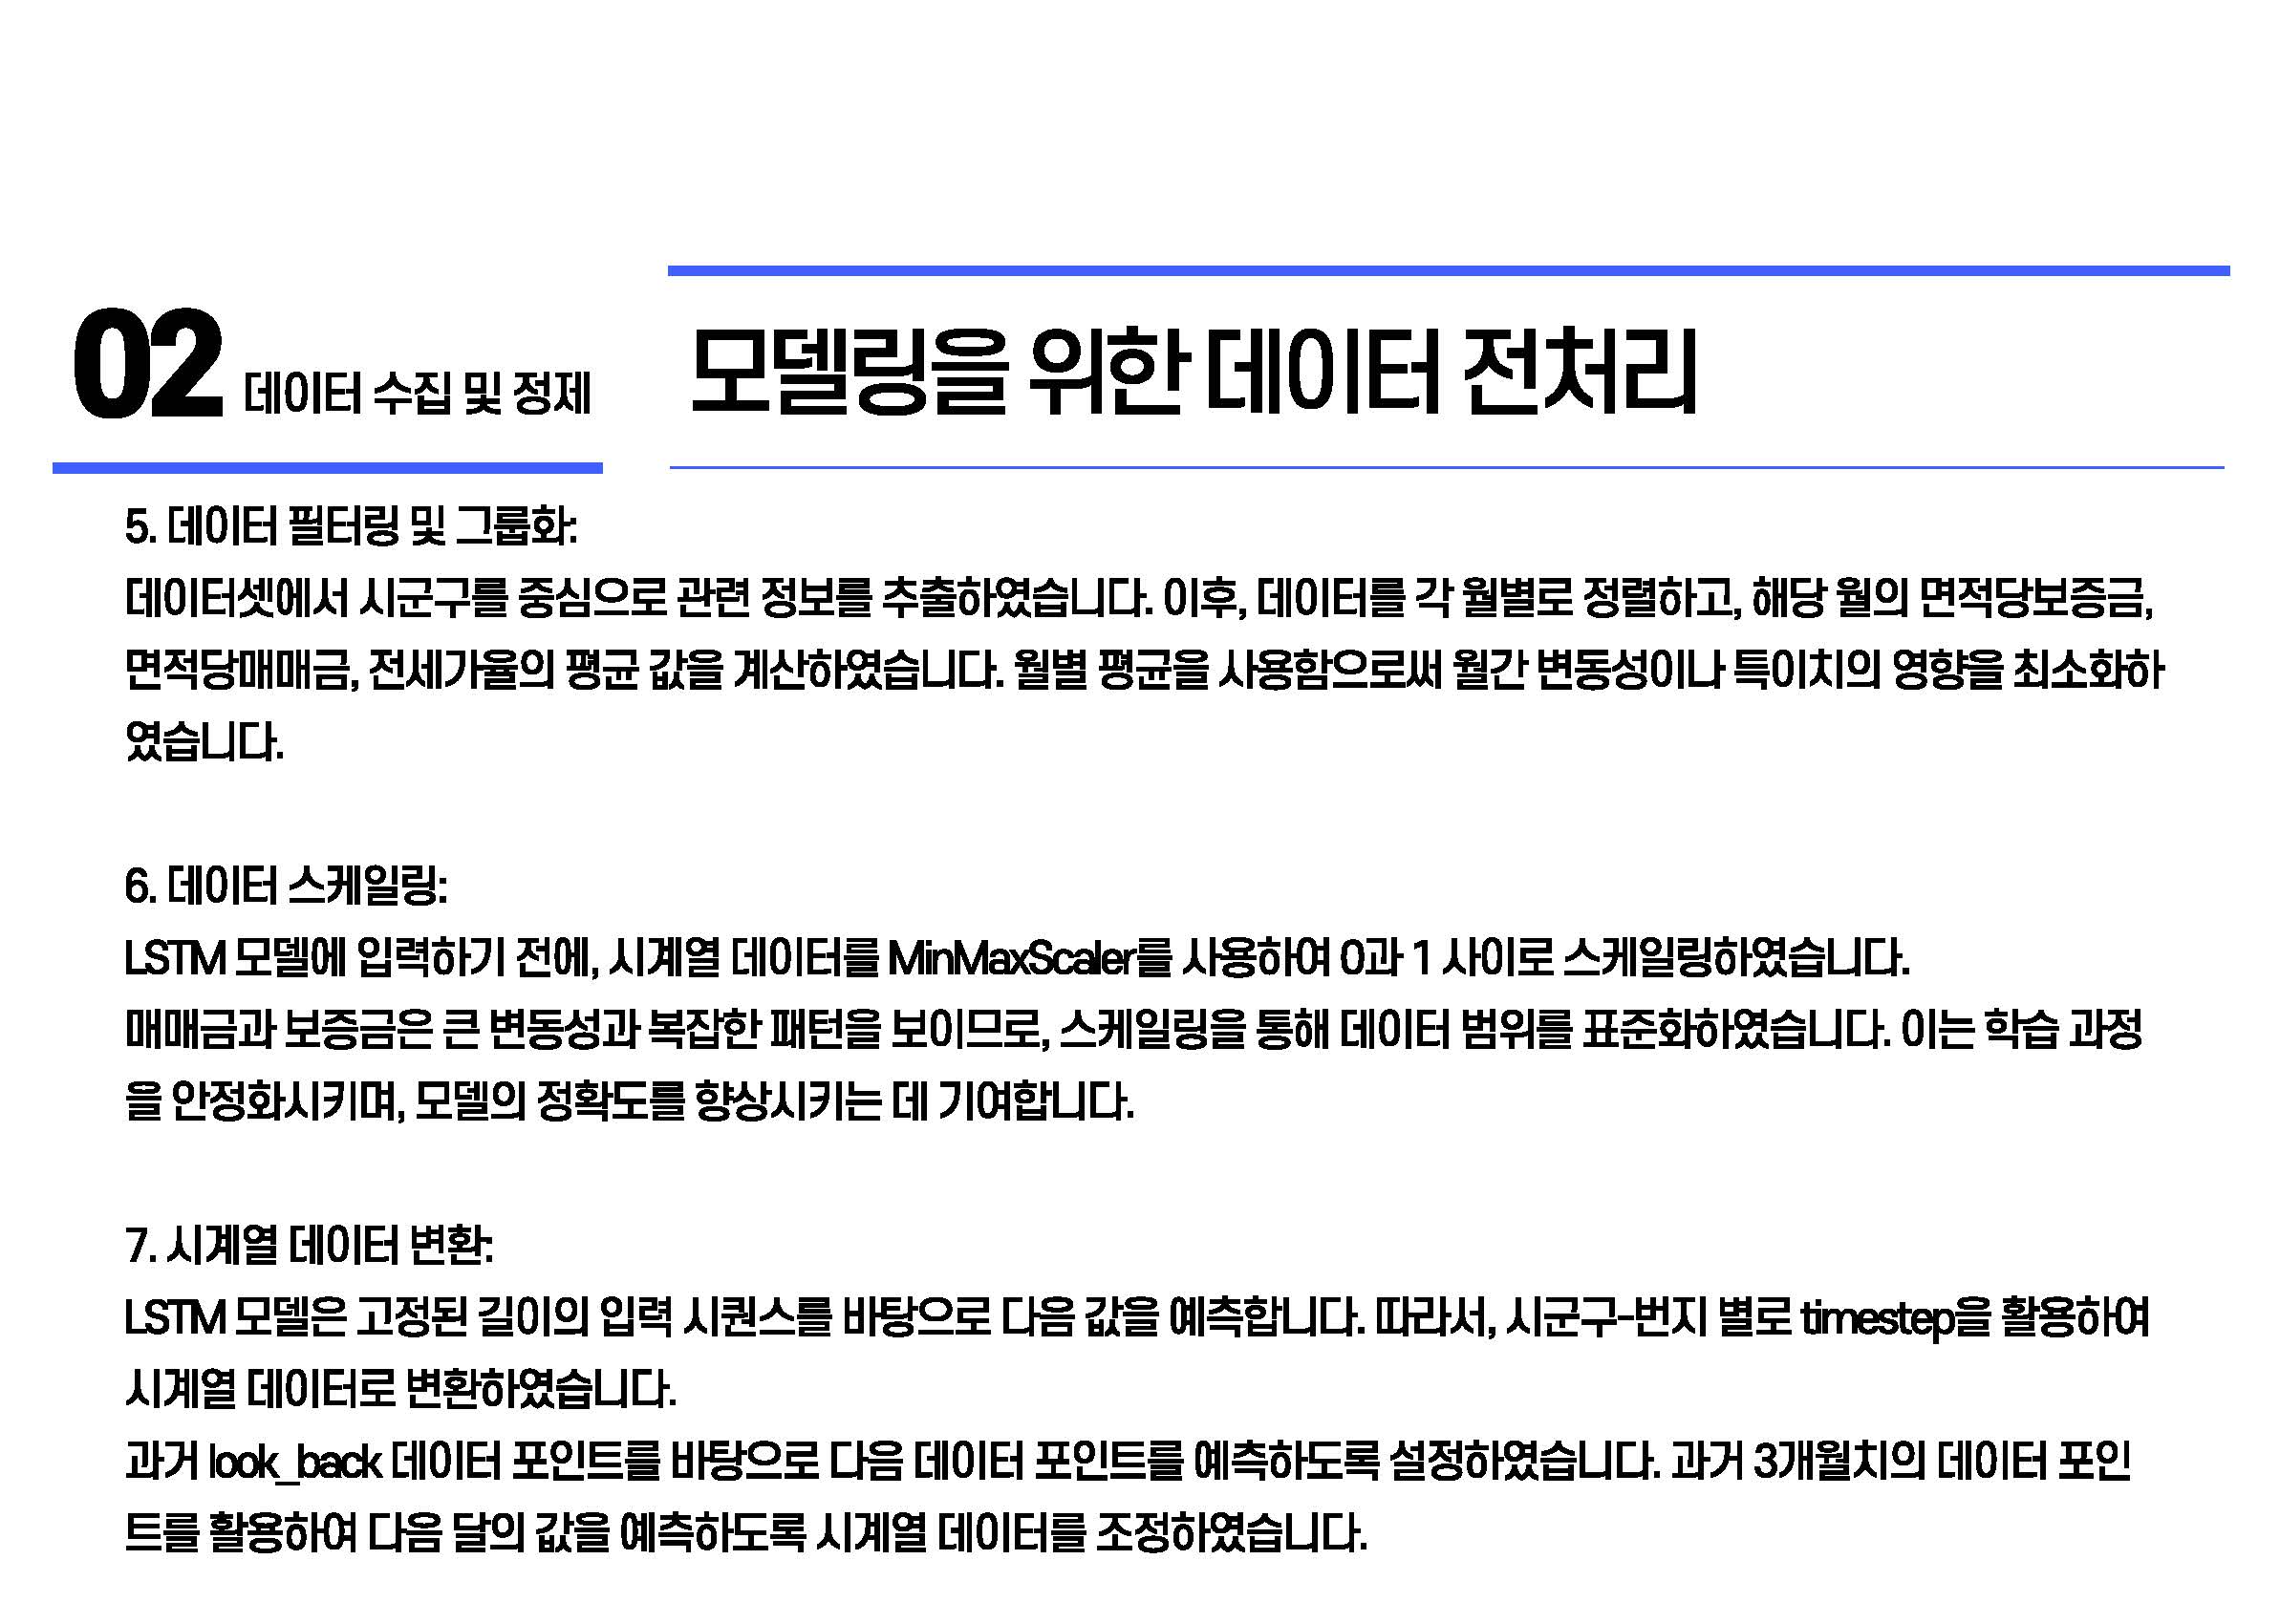 02 데이터 수집 및 정제
모델링을 위한 데이터 전처리
5. 데이터 필터링 및 그룹화:
데이터셋에서 시군구를 중심으로 관련 정보를 추출하였습니다. 이후, 데이터를 각 월별로 정렬하고, 해당 월의 면적당보증금,
면적당매매금, 전세가율의 평균 값을 계산하였습니다. 월별 평균을 사용함으로써 월간 변동성이나 특이치의 영향을 최소화하
였습니다.
6. 데이터 스케일링:
LSTM 모델에 입력하기 전에, 시계열 데이터를 MinMaxScaler를 사용하여 0과 1 사이로 스케일링하였습니다.
매매금과 보증금은 큰 변동성과 복잡한 패턴을 보이므로, 스케일링을 통해 데이터 범위를 표준화하였습니다. 이는 학습 과정
을 안정화시키며, 모델의 정확도를 향상시키는 데 기여합니다.
7. 시계열 데이터 변환:
LSTM 모델은 고정된 길이의 입력 시퀀스를 바탕으로 다음 값을 예측합니다. 따라서, 시군구-번지 별로 timestep을 활용하여
시계열 데이터로 변환하였습니다.
과거 look_back 데이터 포인트를 바탕으로 다음 데이터 포인트를 예측하도록 설정하였습니다. 과거 3개월치의 데이터 포인
트를 활용하여 다음 달의 값을 예측하도록 시계열 데이터를 조정하였습니다.